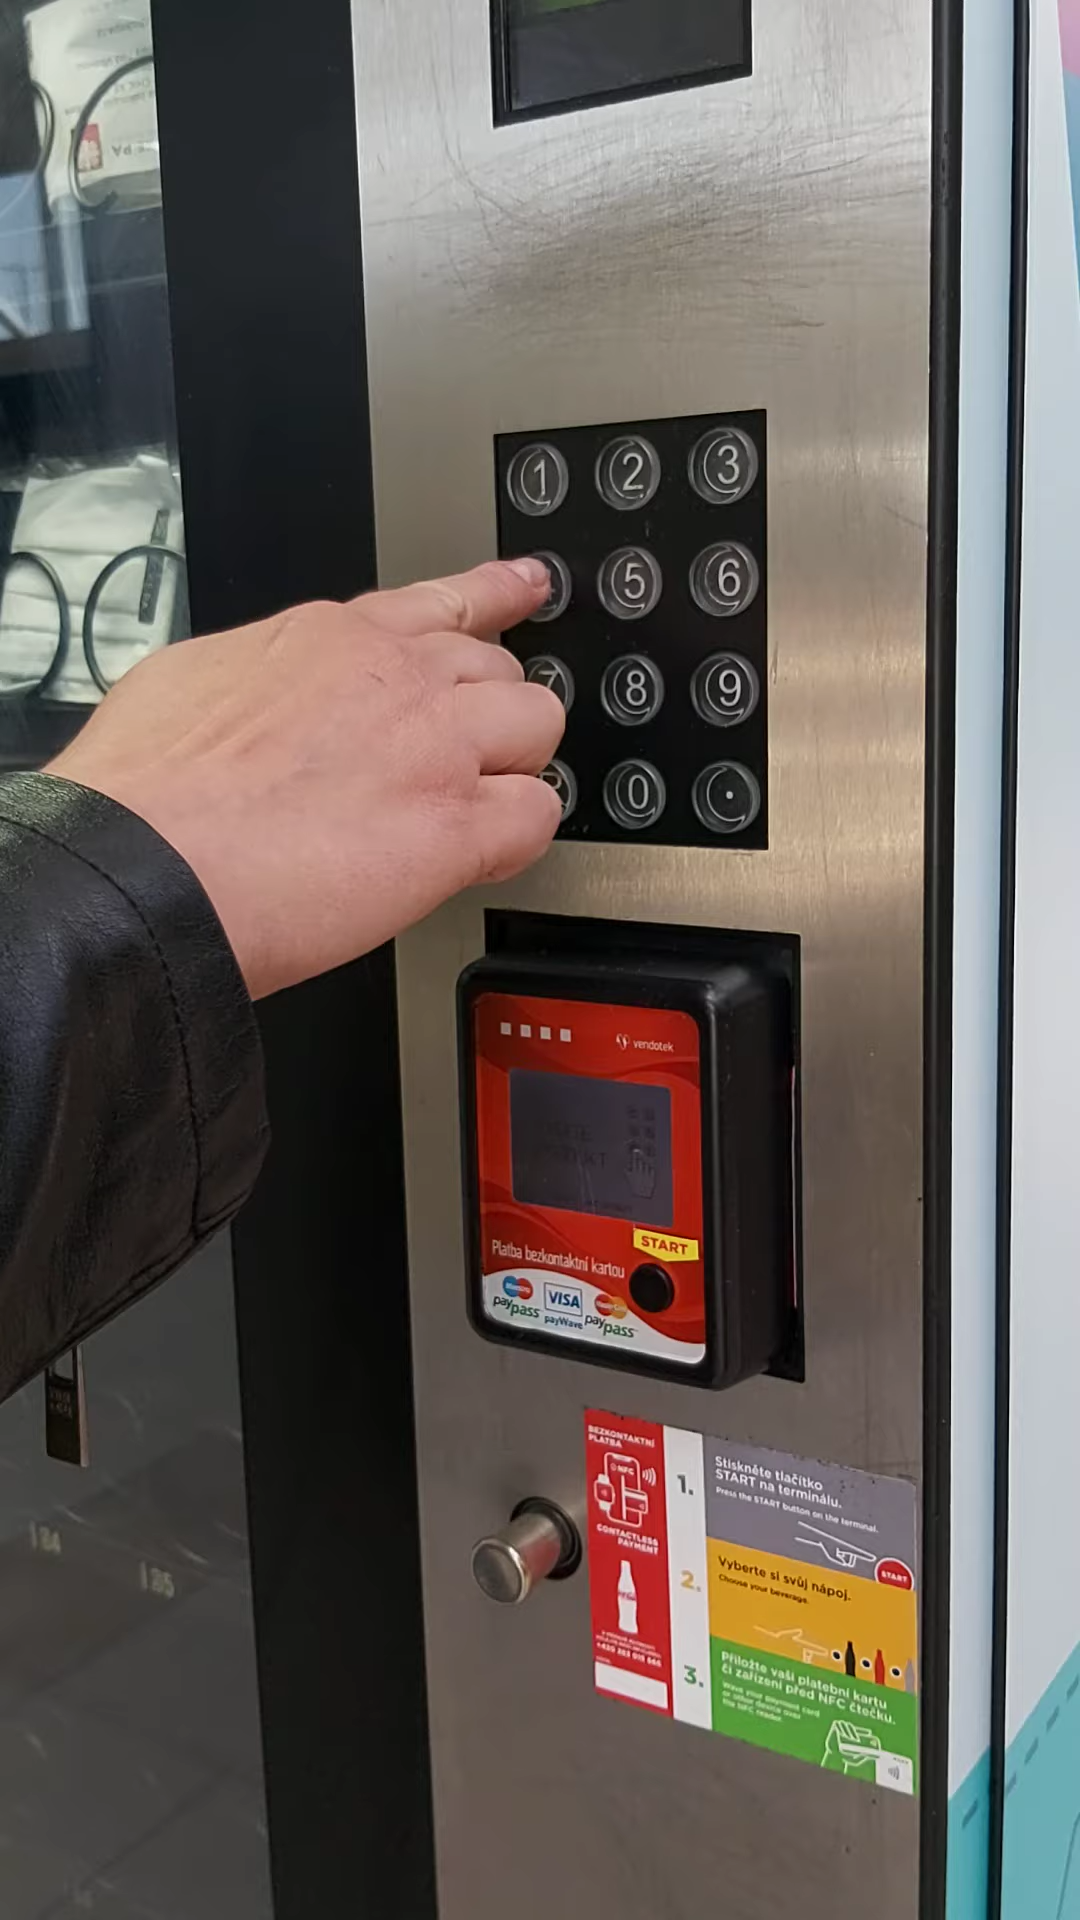 1 2 3
5 6
7 8 9
R 0 .
vendotek
START
Platba bezkontaktní kartou
Maestro
paypass
VISA
payWave
MasterCard
paypass
BEZKONTAKTNÍ
PLATBA
NFC
CONTACTLESS
PAYMENT
1.
Stiskněte tlačítko
START na terminálu.
Press the START button on the terminal.
START
2.
Vyberte si svůj nápoj.
Choose your beverage.
3.
Přiložte vaši platební kartu
či zařízení před NFC čtečku.
Wave your payment card
or other device over
the NFC reader.